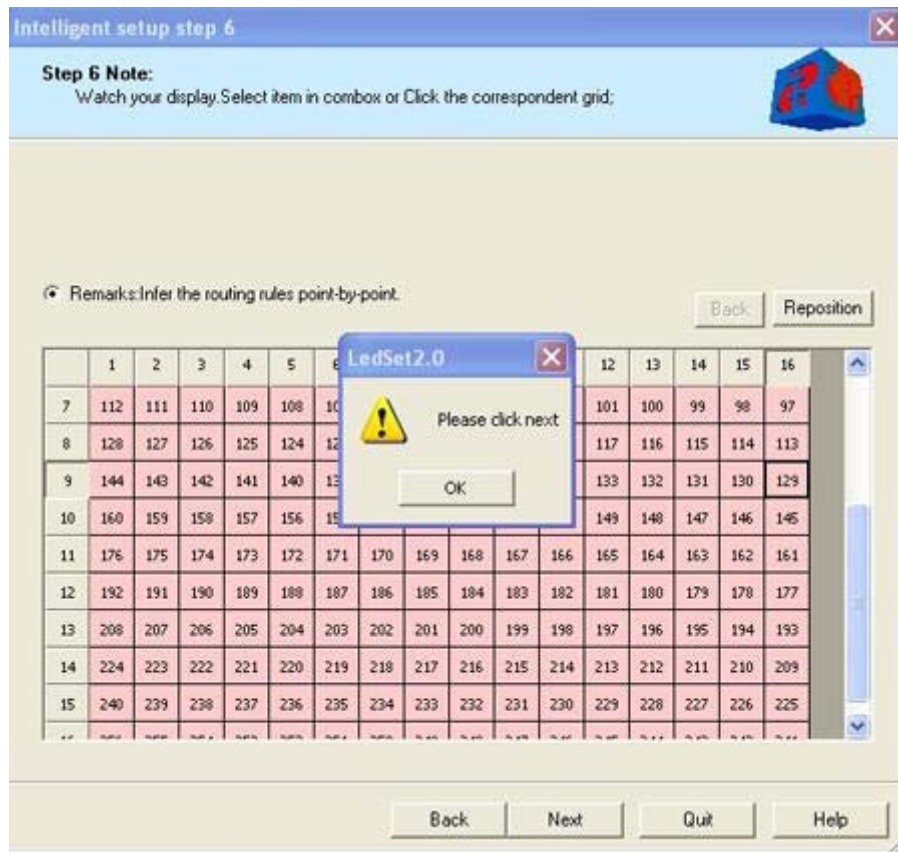 Intelligent setup step 6
Step 6 Note:
Watch your display.Select item in combox or Click the correspondent grid;
Remarks:Infer the routing rules point-by-point.
Back Reposition
LedSet2.0
Please click next
OK
1 2 3 4 5 12 13 14 15 16
7 112 111 110 109 108 101 100 99 98 97
8 128 127 126 125 124 117 116 115 114 113
9 144 143 142 141 140 133 132 131 130 129
10 160 159 158 157 156 149 148 147 146 145
11 176 175 174 173 172 171 170 169 168 167 166 165 164 163 162 161
12 192 191 190 189 188 187 186 185 184 183 182 181 180 179 178 177
13 208 207 206 205 204 203 202 201 200 199 198 197 196 195 194 193
14 224 223 222 221 220 219 218 217 216 215 214 213 212 211 210 209
15 240 239 238 237 236 235 234 233 232 231 230 229 228 227 226 225
Back Next Quit Help